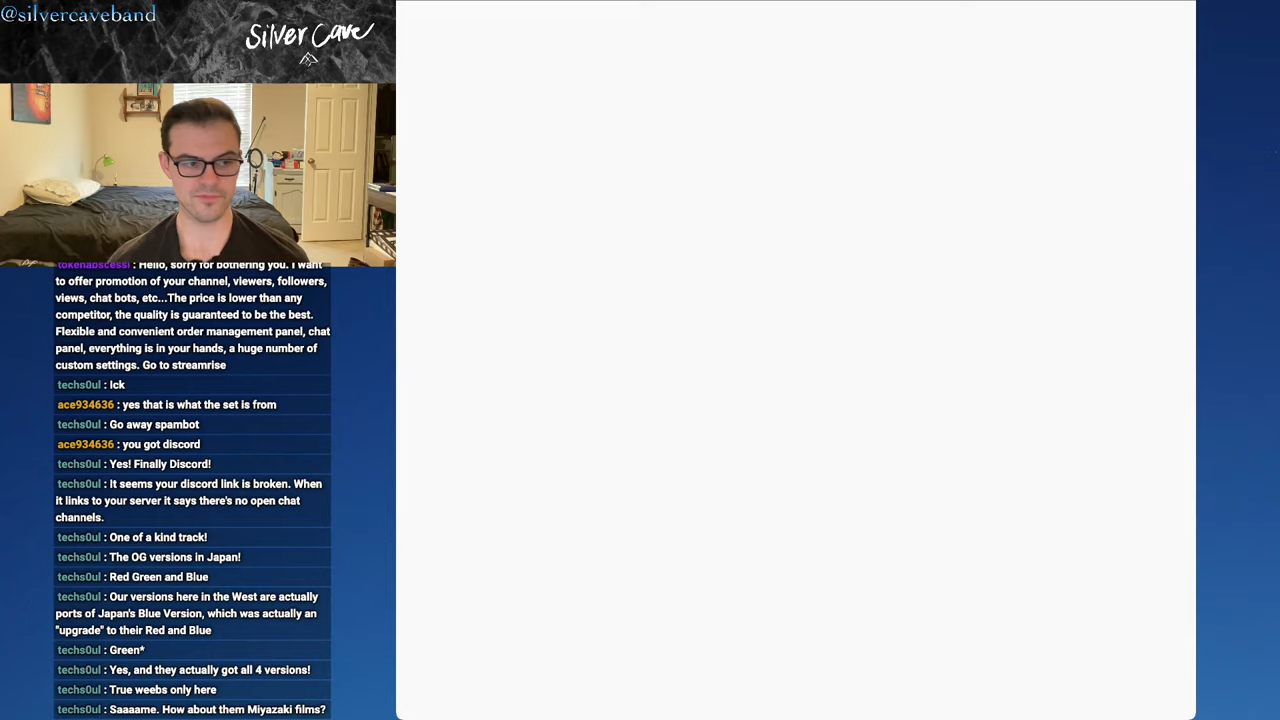 @silvercaveband
Silver Cave
tokenabscessi : Hello, sorry for bothering you. I want
to offer promotion of your channel, viewers, followers,
views, chat bots, etc...The price is lower than any
competitor, the quality is guaranteed to be the best.
Flexible and convenient order management panel, chat
panel, everything is in your hands, a huge number of
custom settings. Go to streamrise
techs0ul : Ick
ace934636 : yes that is what the set is from
techs0ul : Go away spambot
ace934636 : you got discord
techs0ul : Yes! Finally Discord!
techs0ul : It seems your discord link is broken. When
it links to your server it says there's no open chat
channels.
techs0ul : One of a kind track!
techs0ul : The OG versions in Japan!
techs0ul : Red Green and Blue
techs0ul : Our versions here in the West are actually
ports of Japan's Blue Version, which was actually an
"upgrade" to their Red and Blue
techs0ul : Green*
techs0ul : Yes, and they actually got all 4 versions!
techs0ul : True weebs only here
techs0ul : Saaaame. How about them Miyazaki films?